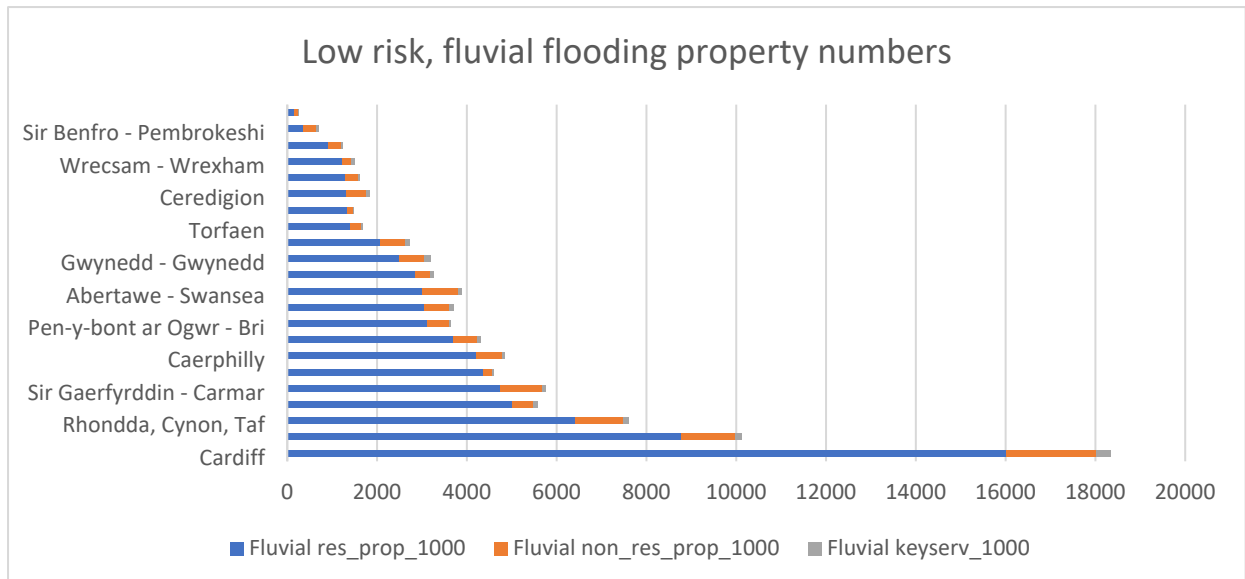 Low risk, fluvial flooding property numbers
Sir Benfro - Pembrokeshi
Wrecsam - Wrexham
Ceredigion
Torfaen
Gwynedd - Gwynedd
Abertawe - Swansea
Pen-y-bont ar Ogwr - Bri
Caerphilly
Sir Gaerfyrddin - Carmar
Rhondda, Cynon, Taf
Cardiff
0 2000 4000 6000 8000 10000 12000 14000 16000 18000 20000
Fluvial res_prop_1000 Fluvial non_res_prop_1000 Fluvial keyserv_1000